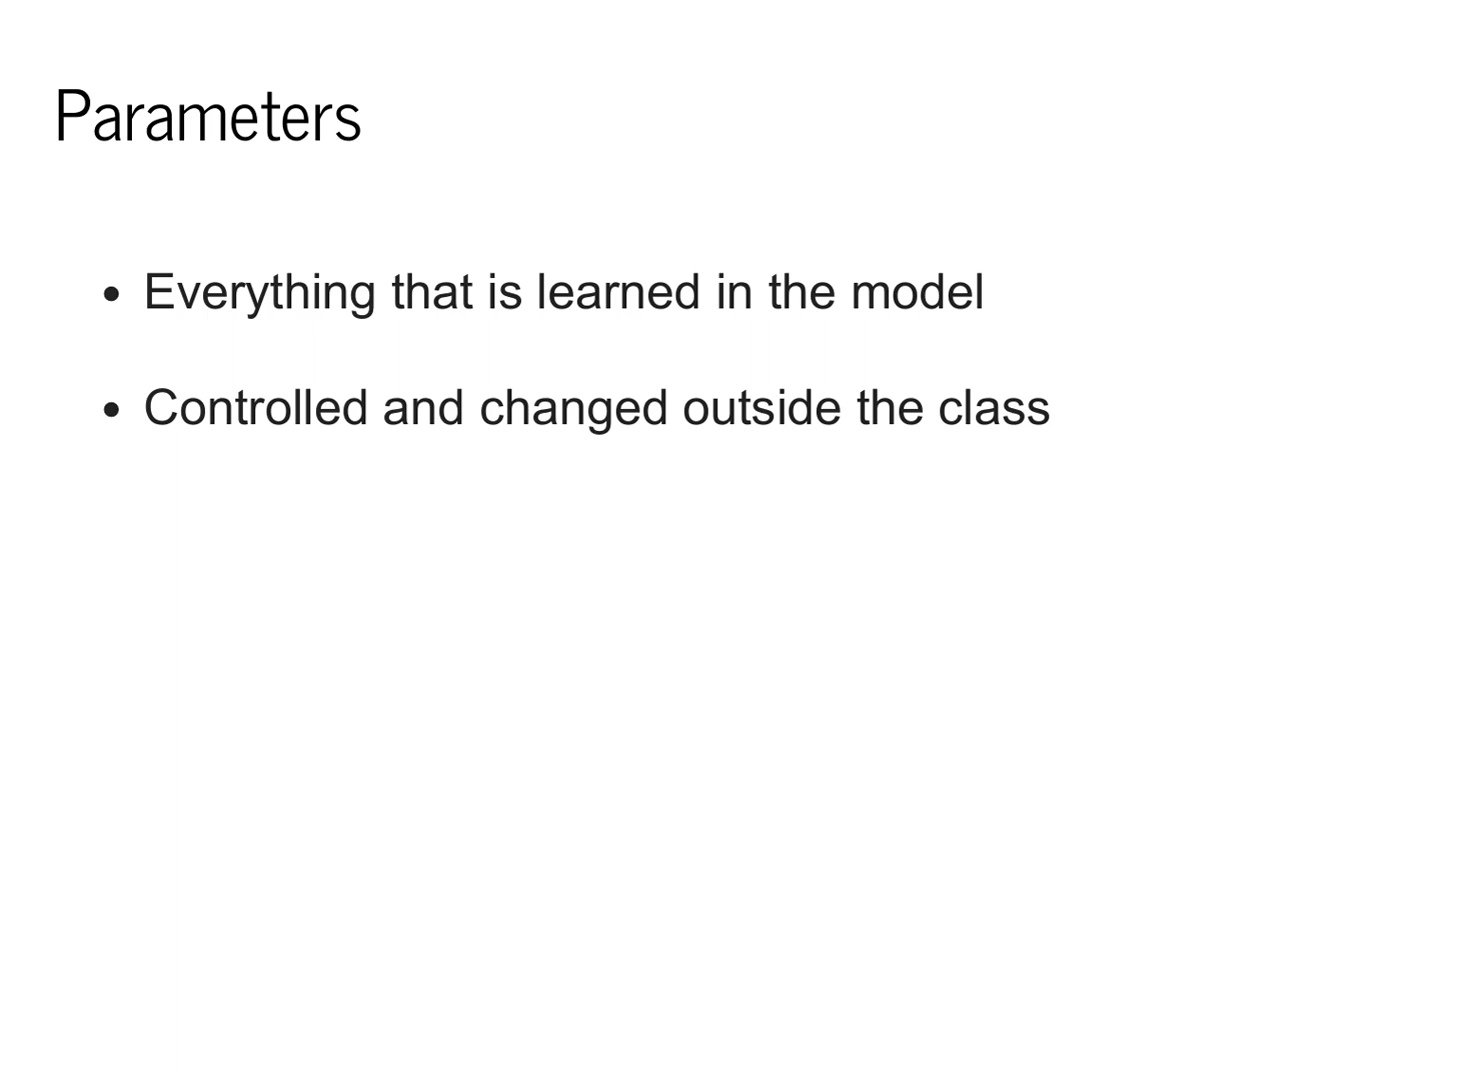 Parameters
• Everything that is learned in the model
• Controlled and changed outside the class